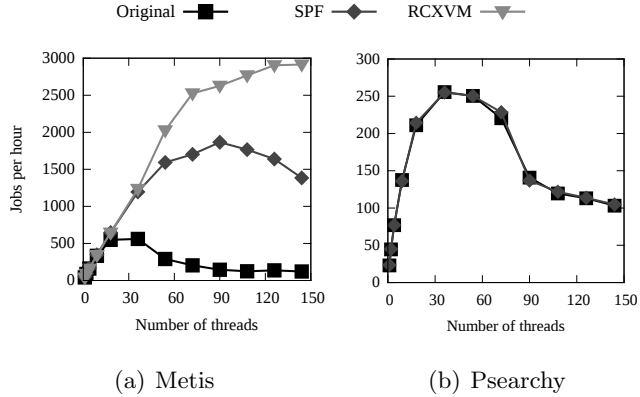 Original SPF RCXVM
3000
2500
2000
1500
1000
500
0
Jobs per hour
0 30 60 90 120 150
Number of threads
(a) Metis
300
250
200
150
100
50
0
0 30 60 90 120 150
Number of threads
(b) Psearchy